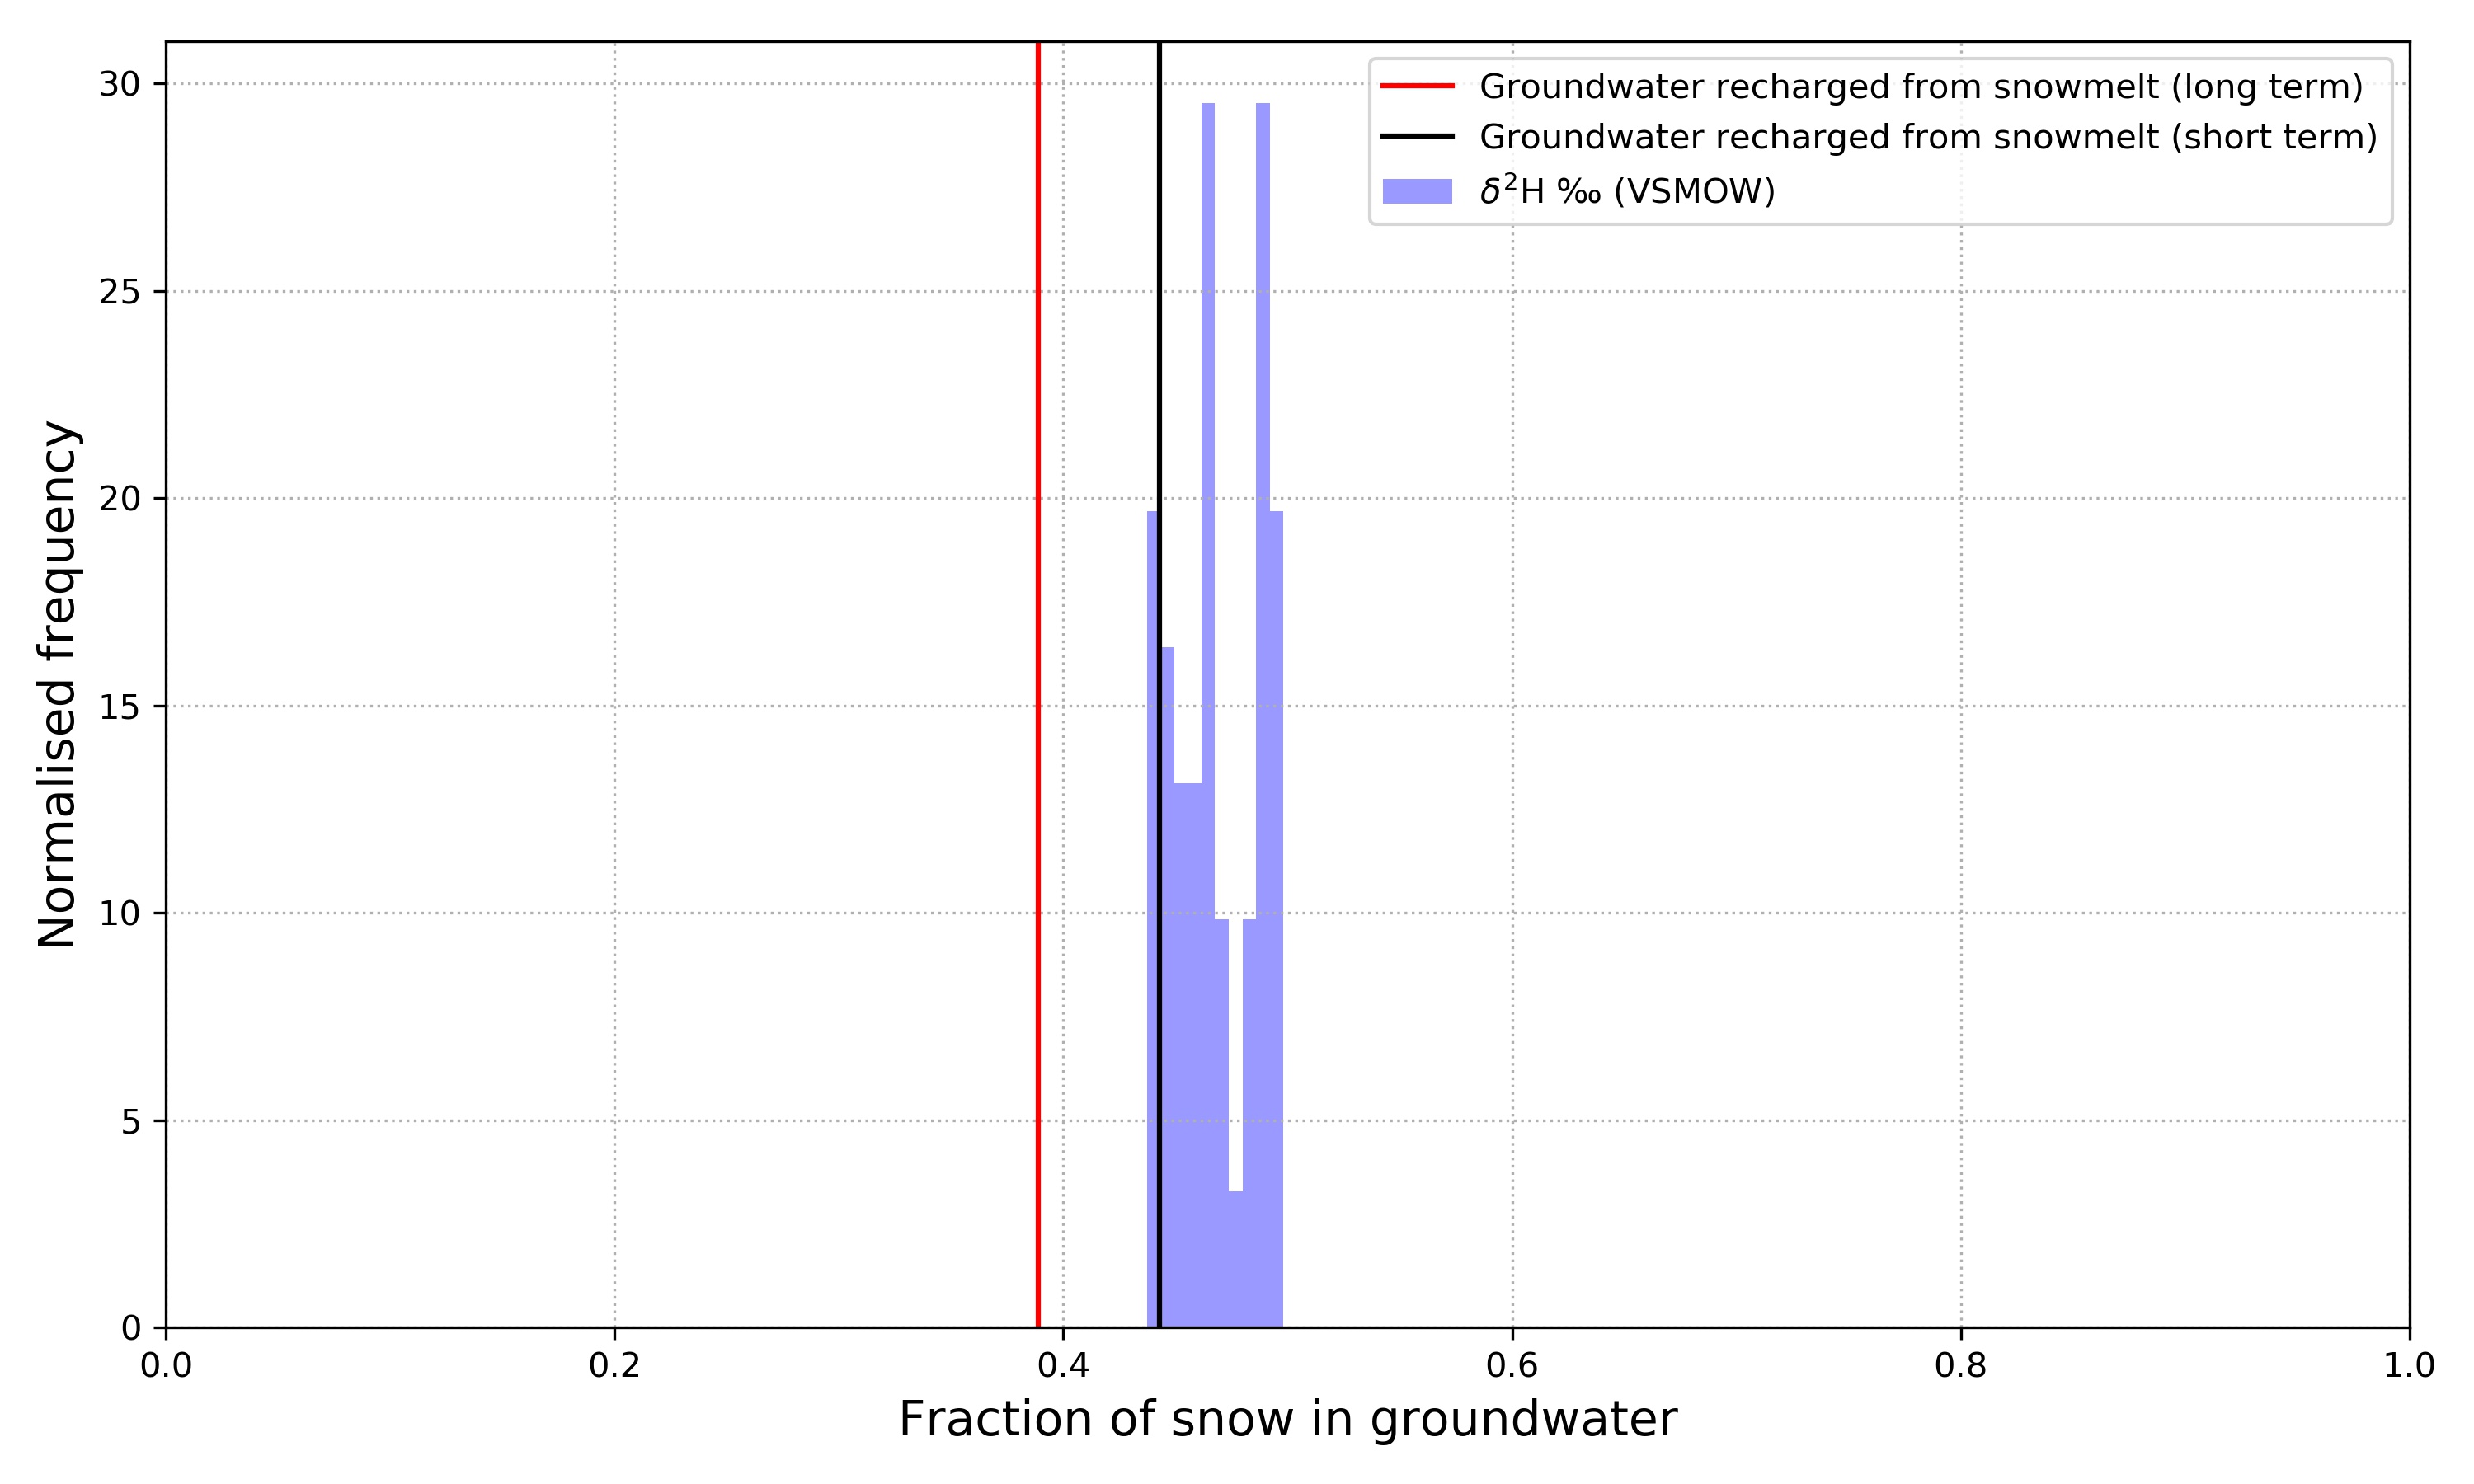 Groundwater recharged from snowmelt (long term)
Groundwater recharged from snowmelt (short term)
δ²H ‰ (VSMOW)
Normalised frequency
30
25
20
15
10
5
0
0.0 0.2 0.4 0.6 0.8 1.0
Fraction of snow in groundwater